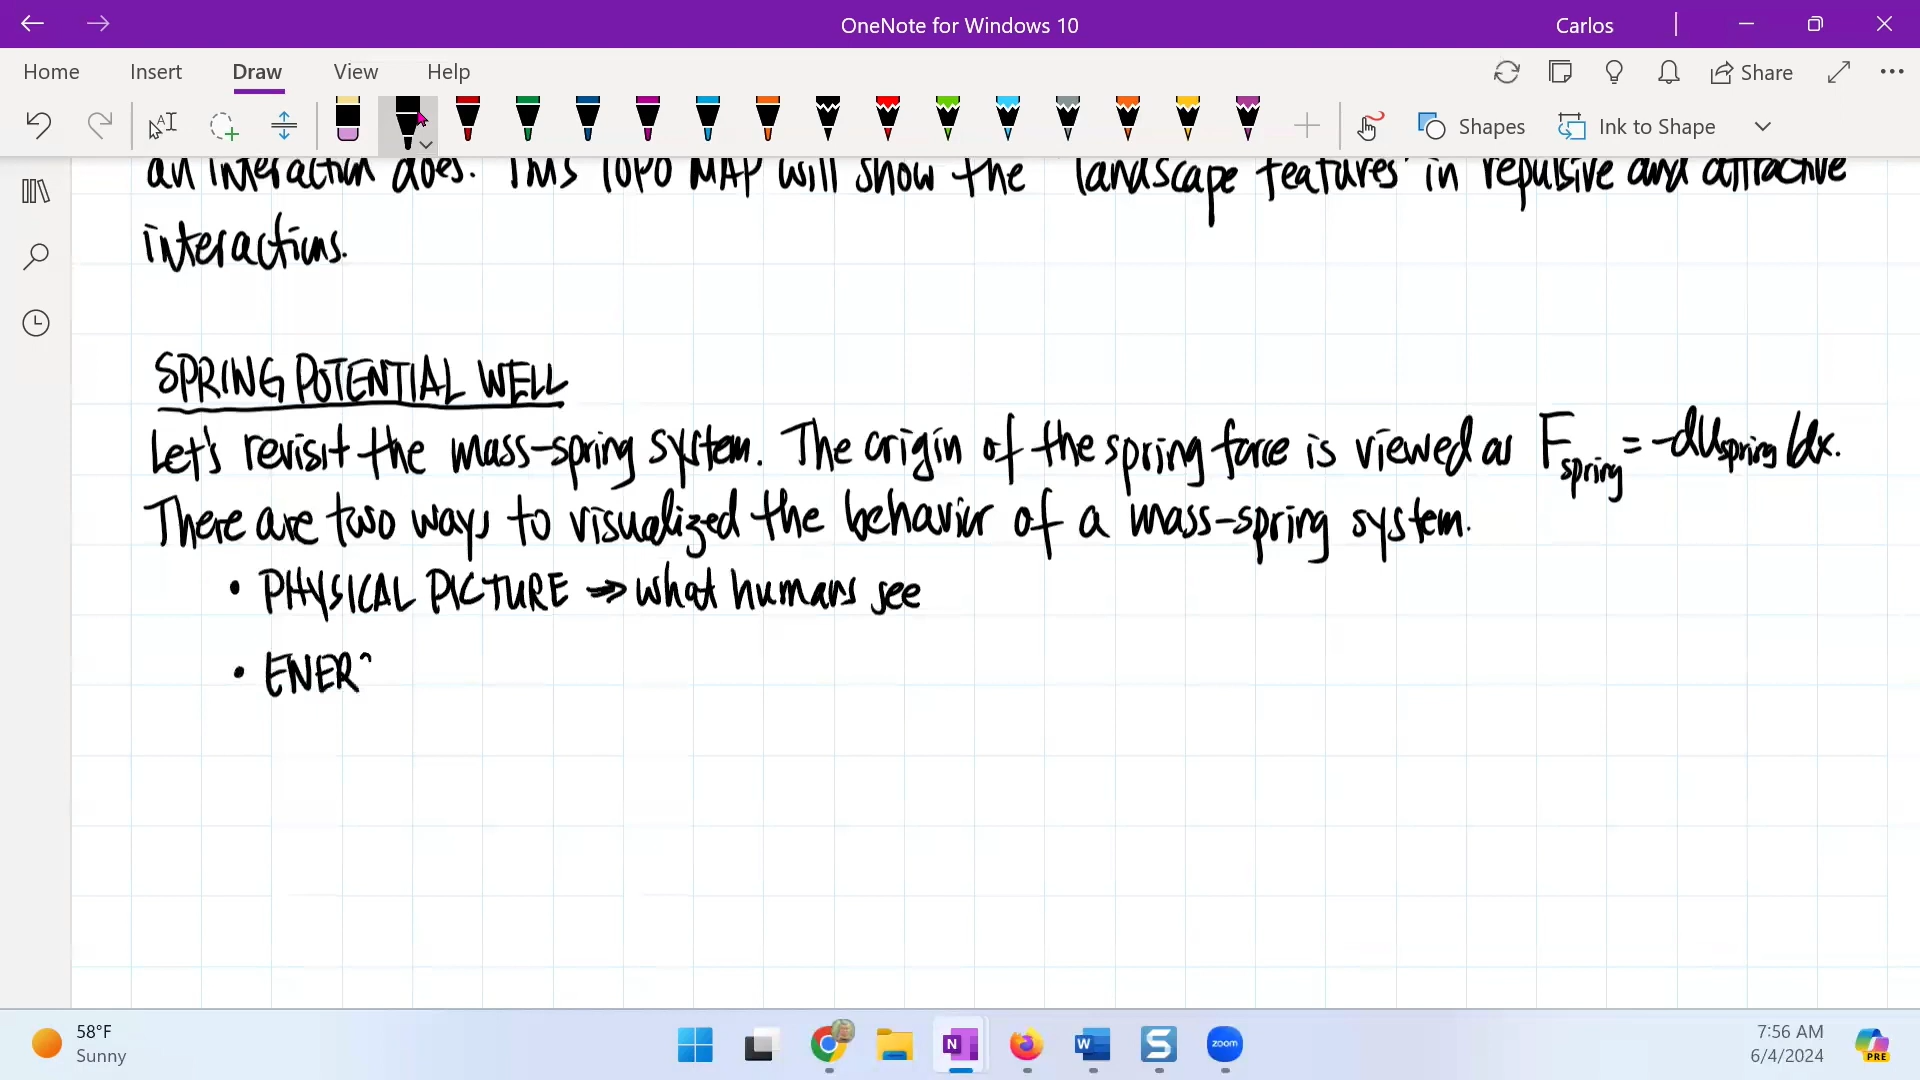 OneNote for Windows 10
Carlos
Home Insert Draw View Help
Share
Shapes
Ink to Shape
an interaction does. This TOPO MAP will show the "landscape features" in repulsive and attractive
interactions.
SPRING POTENTIAL WELL
Let's revisit the mass-spring system. The origin of the spring force is viewed as Fspring = -dUspring/dx.
There are two ways to visualized the behavior of a mass-spring system.
• PHYSICAL PICTURE ⇒ what humans see
• ENER
58°F
Sunny
zoom
7:56 AM
6/4/2024
PRE